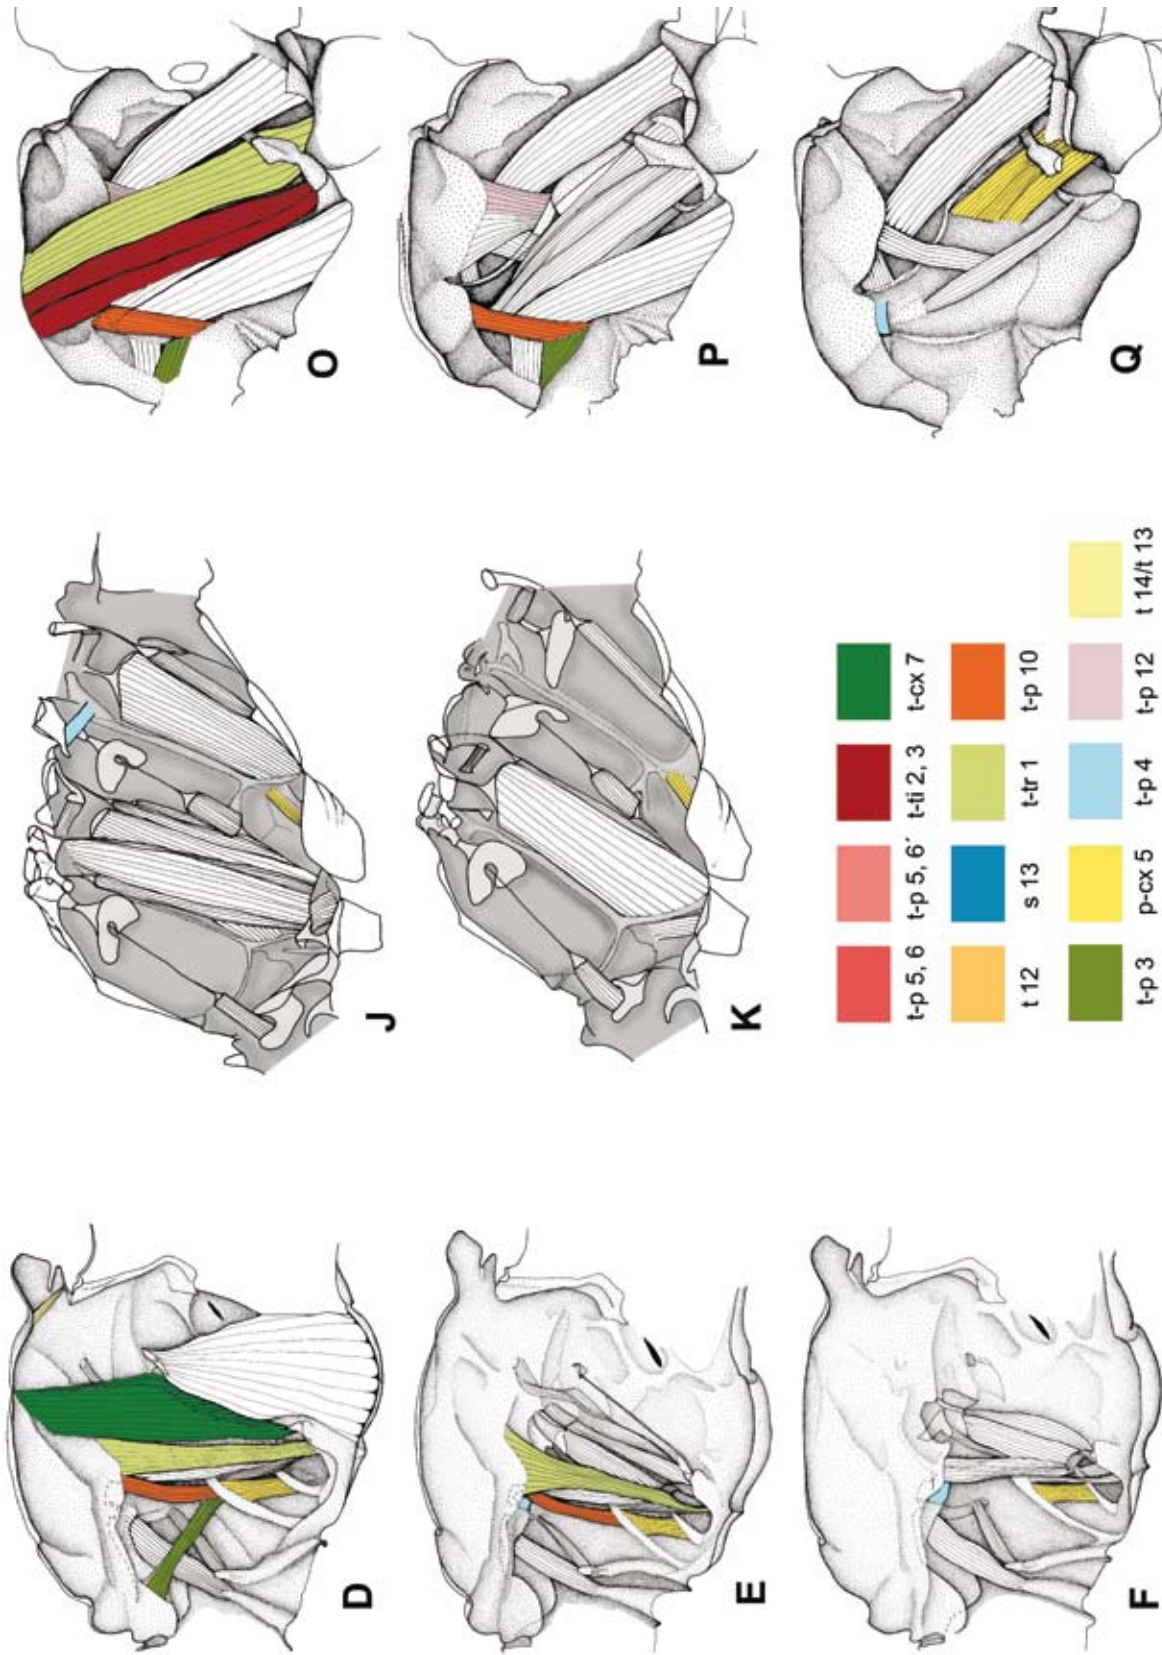 D
J
O
E
K
P
t-p 5, 6 t-p 5, 6´ t-ti 2, 3 t-cx 7
t 12 s 13 t-tr 1 t-p 10
t-p 3 p-cx 5 t-p 4 t-p 12 t 14/t 13
F
Q